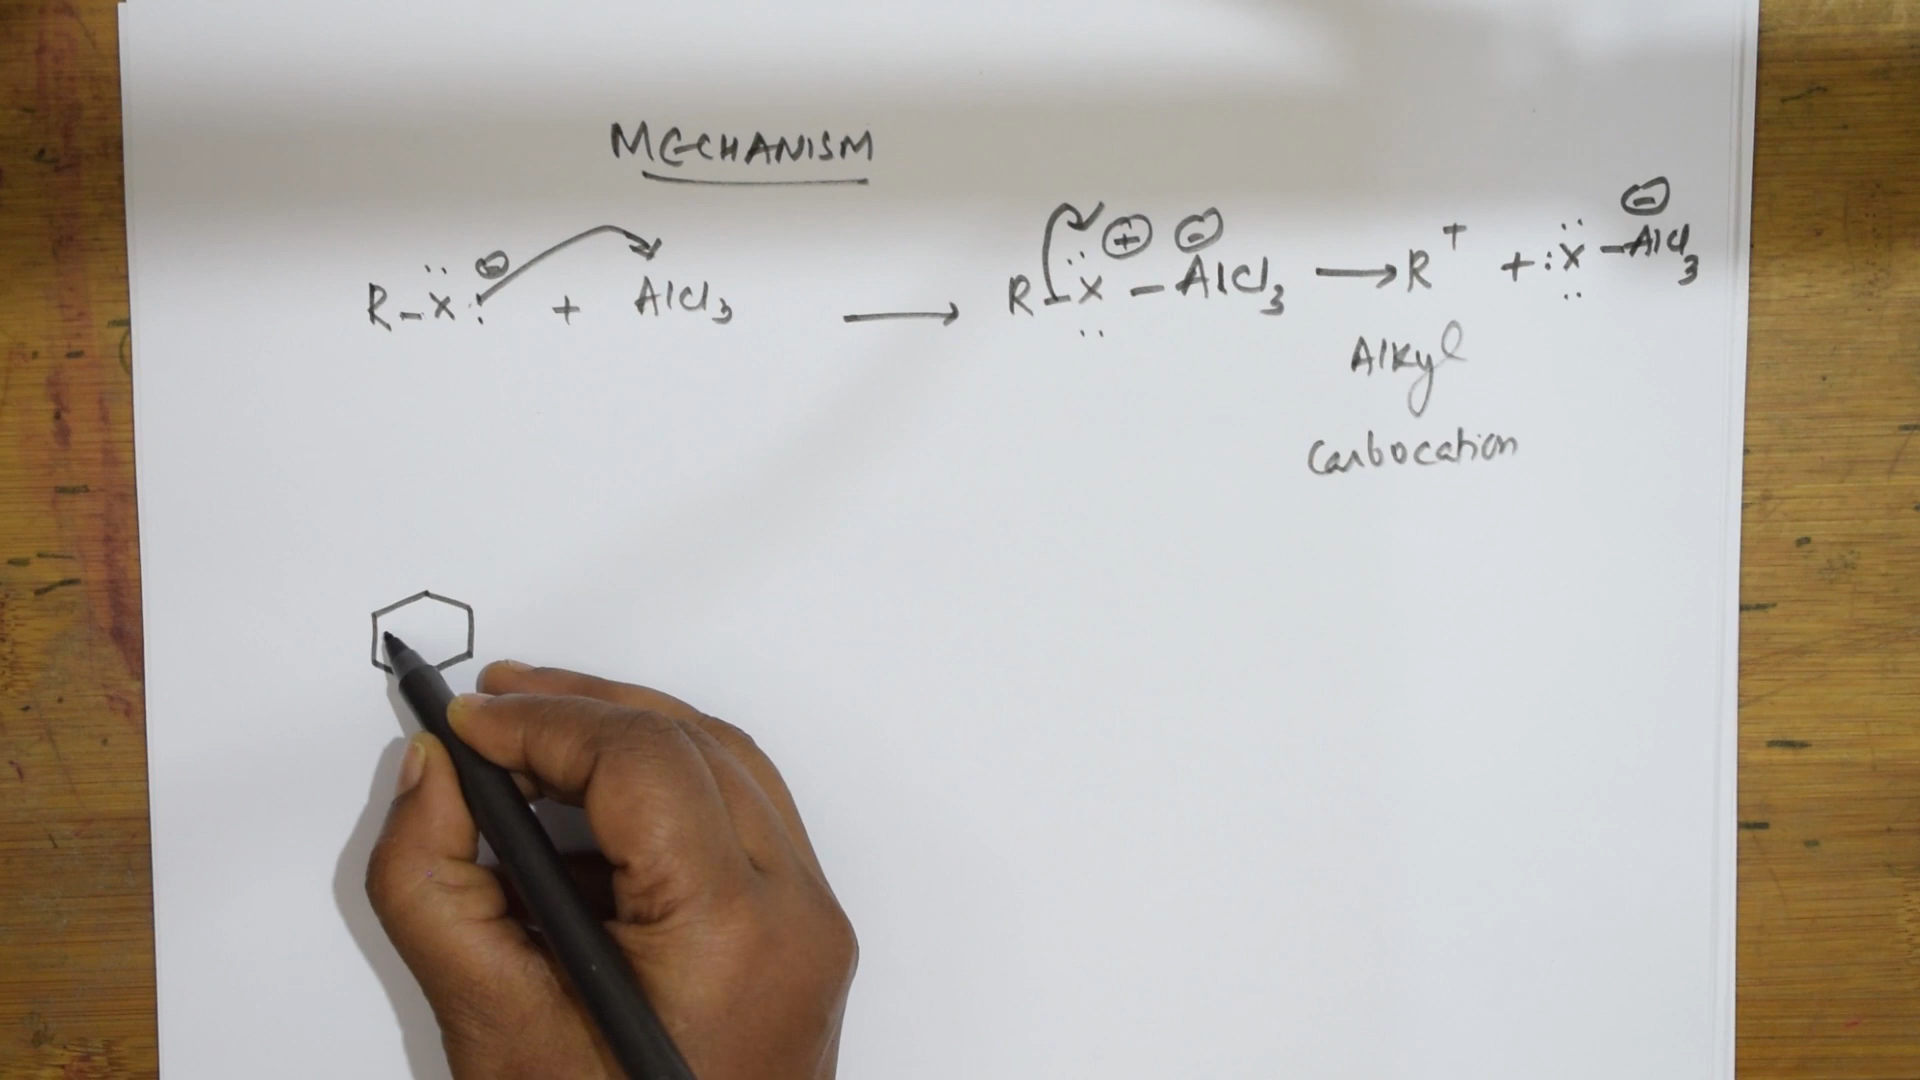 MECHANISM
R-X: ⊖ + AlCl3 ⟶ R-X ⊕ - AlCl3 ⊖ ⟶ R+ + :X - AlCl3 ⊖
Alkyl
Carbocation